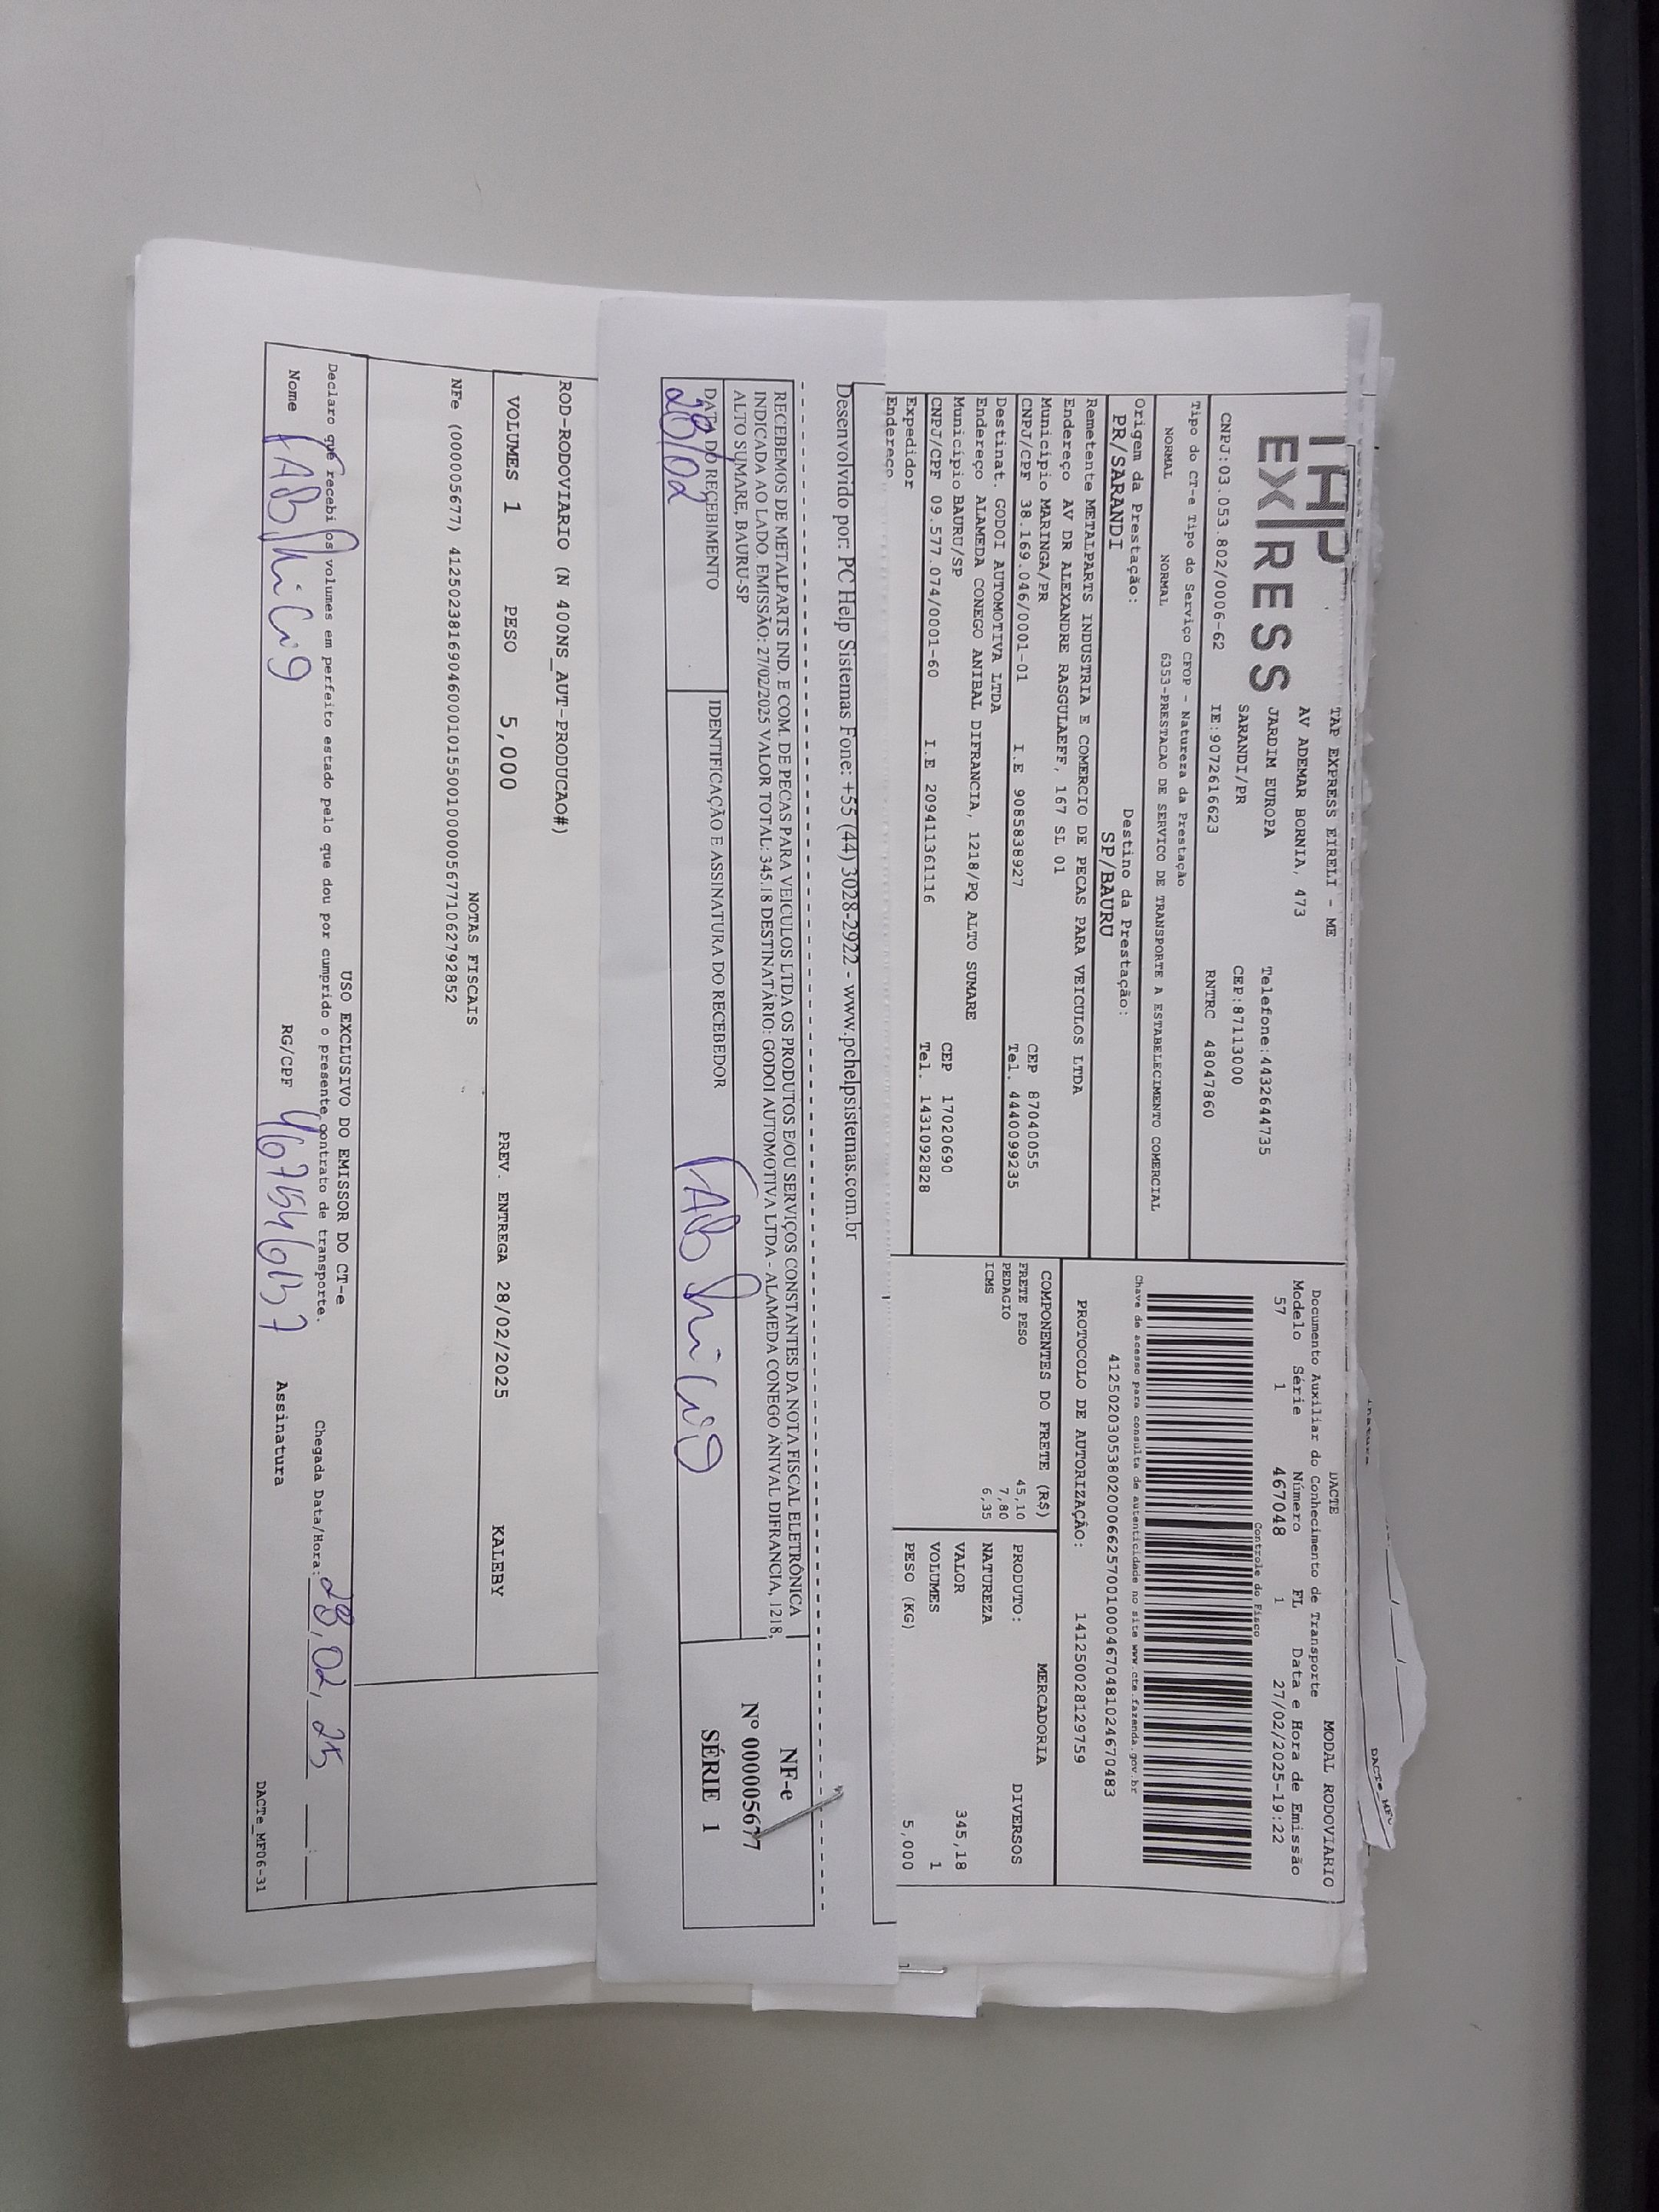 EXPRESS
TAP EXPRESS EIRELI - ME
AV ADEMAR BORNIA, 473
JARDIM EUROPA
Telefone:4432644735
SARANDI/PR
CEP:87113000
CNPJ:03.053.802/0006-62
IE:9072616623
RNTRC 48047860
Tipo do CT-e Tipo do Serviço CFOP - Natureza da Prestação
NORMAL NORMAL 6353-PRESTACAO DE SERVICO DE TRANSPORTE A ESTABELECIMENTO COMERCIAL
Origem da Prestação: Destino da Prestação:
PR/SARANDI SP/BAURU
Remetente METALPARTS INDUSTRIA E COMERCIO DE PECAS PARA VEICULOS LTDA
Endereço AV DR ALEXANDRE RASGULAEFF, 167 SL 01
Município MARINGA/PR CEP 87040055
CNPJ/CPF 38.169.046/0001-01 I.E 9085838927 Tel. 4440099235
Destinat. GODOI AUTOMOTIVA LTDA
Endereço ALAMEDA CONEGO ANIBAL DIFRANCIA, 1218/PQ ALTO SUMARE
Município BAURU/SP CEP 17020690
CNPJ/CPF 09.577.074/0001-60 I.E 209411361116 Tel. 1431092828
Expedidor
Endereço
DACTE MODAL RODOVIARIO
Documento Auxiliar do Conhecimento de Transporte
Modelo Série Número FL Data e Hora de Emissão
57 1 467048 1 27/02/2025-19:22
Controle do Fisco
Chave de acesso para consulta de autenticidade no site www.cte.fazenda.gov.br
41250203053802000662570010004670481024670483
PROTOCOLO DE AUTORIZAÇÃO: 141250028129759
COMPONENTES DO FRETE (R$)
FRETE PESO 45,10
PEDAGIO 7,80
ICMS 6,35
MERCADORIA
PRODUTO: DIVERSOS
NATUREZA
VALOR 345,18
VOLUMES 1
PESO (KG) 5,000
Desenvolvido por: PC Help Sistemas Fone: +55 (44) 3028-2922 - www.pchelpsistemas.com.br
RECEBEMOS DE METALPARTS IND. E COM. DE PECAS PARA VEICULOS LTDA OS PRODUTOS E/OU SERVIÇOS CONSTANTES DA NOTA FISCAL ELETRÔNICA
INDICADA AO LADO. EMISSÃO: 27/02/2025 VALOR TOTAL: 345.18 DESTINATÁRIO: GODOI AUTOMOTIVA LTDA - ALAMEDA CONEGO ANIVAL DIFRANCIA, 1218,
ALTO SUMARE, BAURU-SP
DATA DO RECEBIMENTO IDENTIFICAÇÃO E ASSINATURA DO RECEBEDOR
28/02 FABRICIO
NF-e
Nº 000005677
SÉRIE 1
ROD-RODOVIARIO (N 400NS_AUT-PRODUCAO#)
VOLUMES 1 PESO 5,000 PREV. ENTREGA 28/02/2025 KALEBY
NOTAS FISCAIS
NFe (000005677) 41250238169046000101550010000056771062792852
USO EXCLUSIVO DO EMISSOR DO CT-e
Declaro que recebi os volumes em perfeito estado pelo que dou por cumprido o presente contrato de transporte.
Chegada Data/Hora: 28,02,25
Nome FABRICIO RG/CPF Assinatura
DACTe_MF06-31